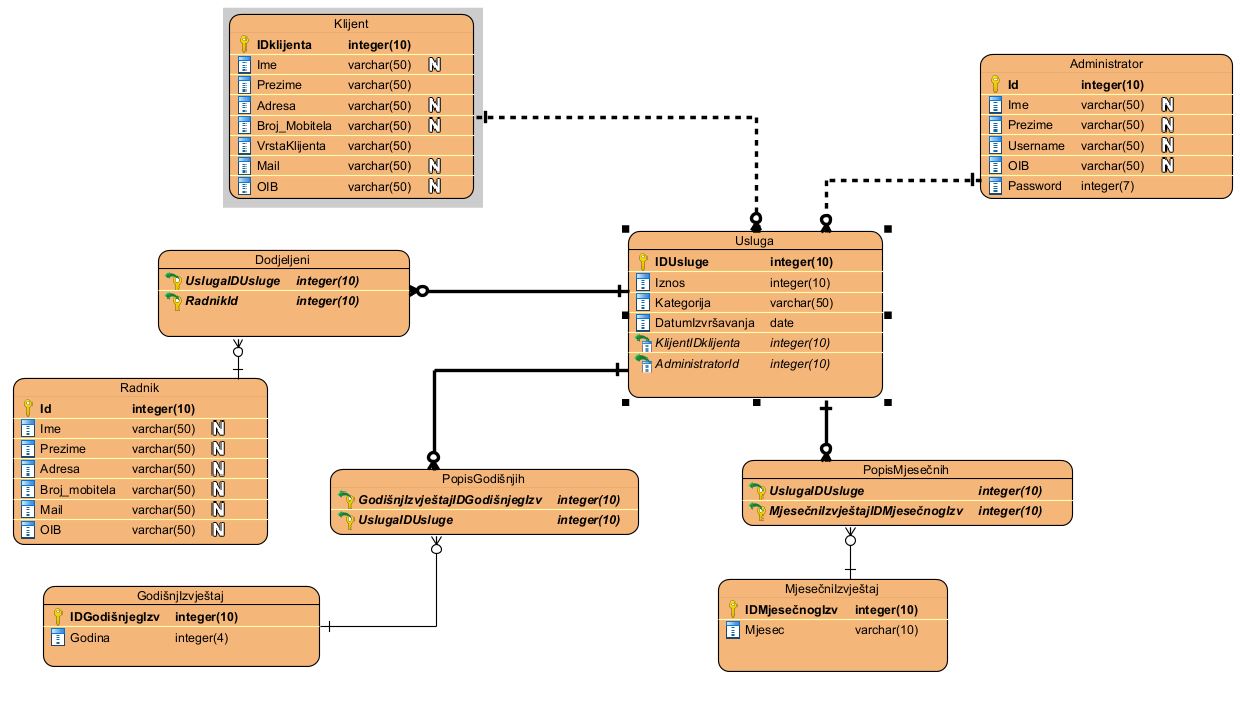 Klijent
IDklijenta integer(10)
Ime varchar(50) N
Prezime varchar(50)
Adresa varchar(50) N
Broj_Mobitela varchar(50) N
VrstaKlijenta varchar(50)
Mail varchar(50) N
OIB varchar(50) N
Administrator
Id integer(10)
Ime varchar(50) N
Prezime varchar(50) N
Username varchar(50) N
OIB varchar(50) N
Password integer(7)
Usluga
IDUsluge integer(10)
Iznos integer(10)
Kategorija varchar(50)
DatumIzvršavanja date
KlijentIDklijenta integer(10)
AdministratorId integer(10)
Dodjeljeni
UslugaIDUsluge integer(10)
RadnikId integer(10)
Radnik
Id integer(10)
Ime varchar(50) N
Prezime varchar(50) N
Adresa varchar(50) N
Broj_mobitela varchar(50) N
Mail varchar(50) N
OIB varchar(50) N
PopisGodišnjih
GodišnjIzvještajIDGodišnjegIzv integer(10)
UslugaIDUsluge integer(10)
PopisMjesečnih
UslugaIDUsluge integer(10)
MjesečniIzvještajIDMjesečnogIzv integer(10)
GodišnjIzvještaj
IDGodišnjegIzv integer(10)
Godina integer(4)
MjesečniIzvještaj
IDMjesečnogIzv integer(10)
Mjesec varchar(10)